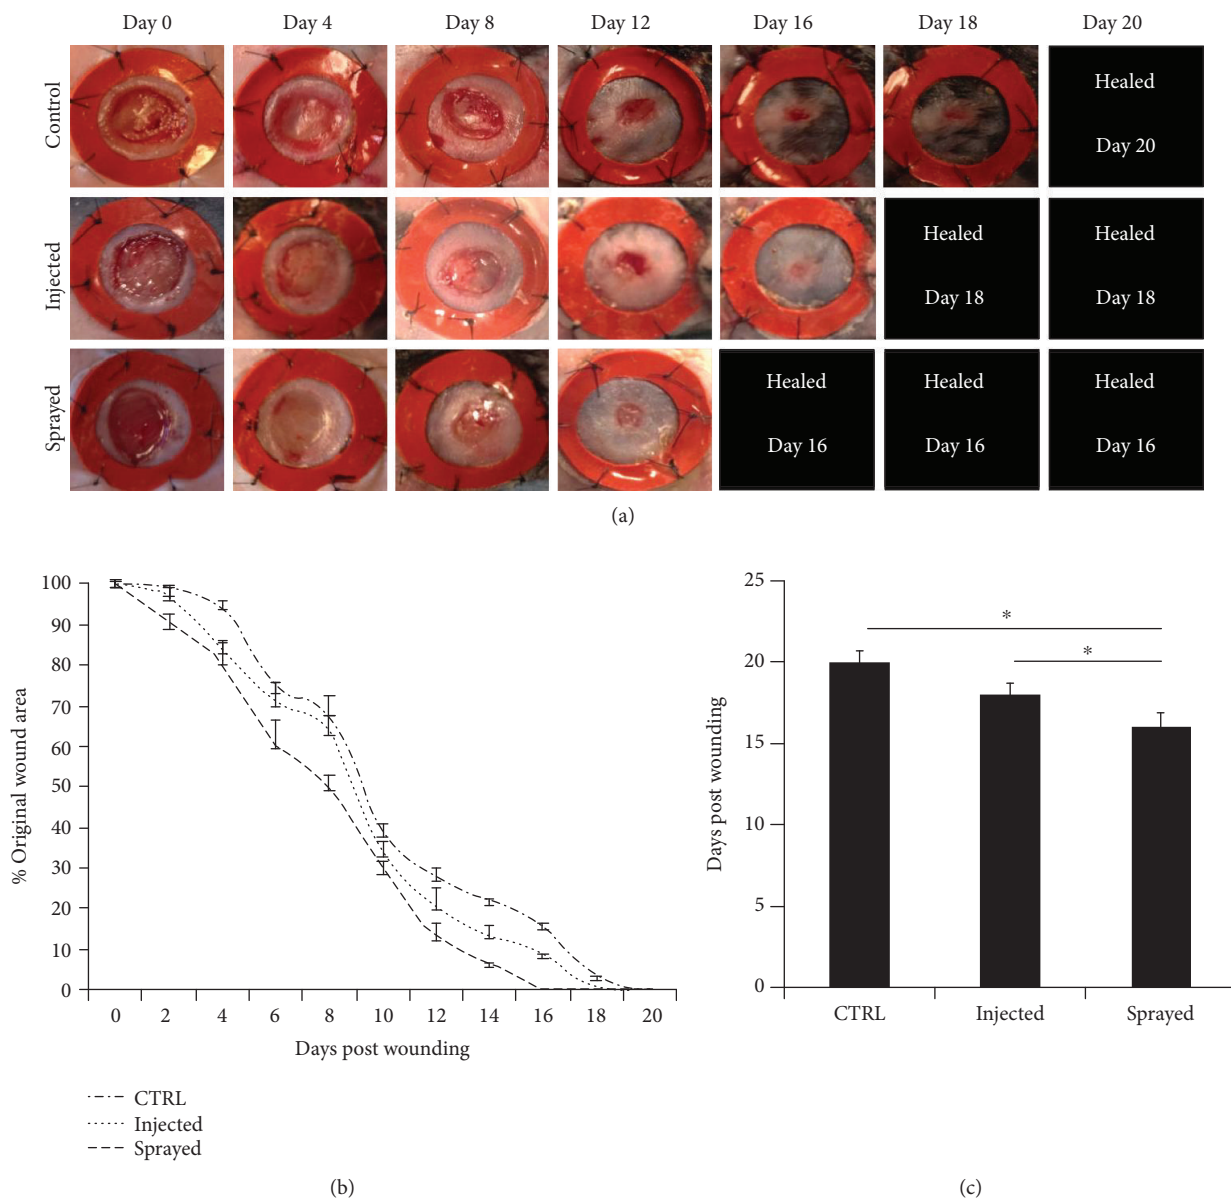 Day 0 Day 4 Day 8 Day 12 Day 16 Day 18 Day 20
Control
Healed
Day 20
Injected
Healed Healed
Day 18 Day 18
Sprayed
Healed Healed Healed
Day 16 Day 16 Day 16
(a)
% Original wound area
100
90
80
70
60
50
40
30
20
10
0
0 2 4 6 8 10 12 14 16 18 20
Days post wounding
CTRL
Injected
Sprayed
(b)
Days post wounding
25
20
15
10
5
0
* 
*
CTRL Injected Sprayed
(c)